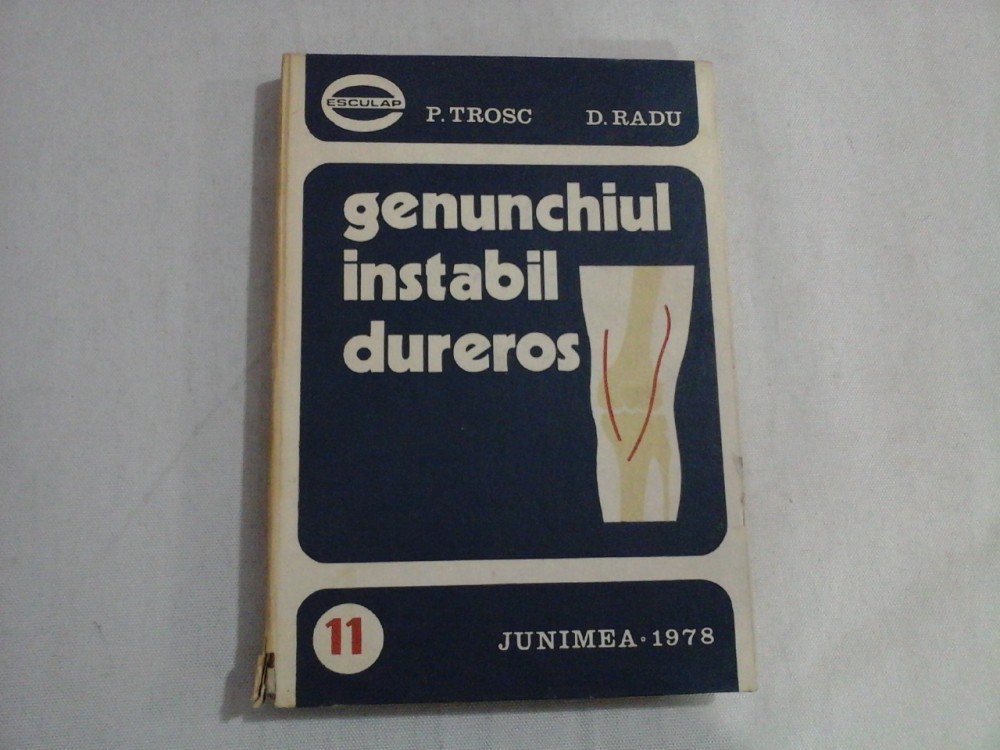 ESCULAP
P. TROSC D. RADU
genunchiul
instabil
dureros
11
JUNIMEA • 1978